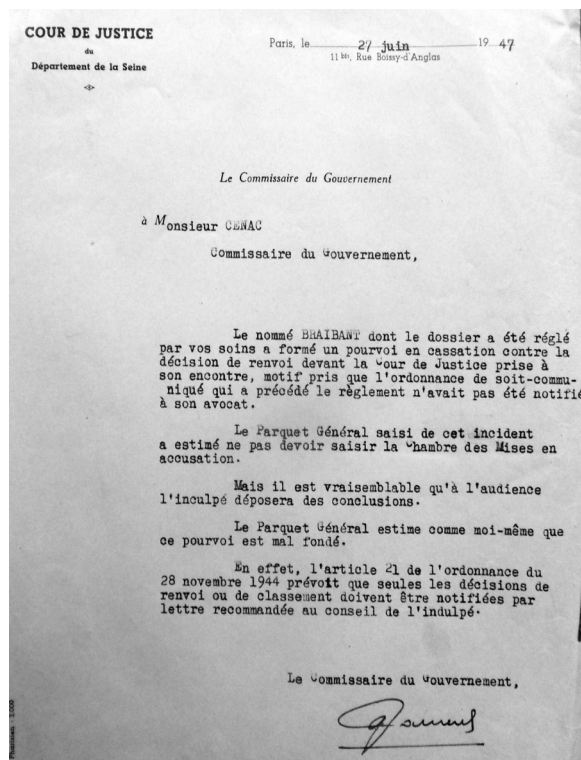 COUR DE JUSTICE
du
Département de la Seine
Paris, le 27 juin 1947
11 bis, Rue Boissy-d'Anglas
Le Commissaire du Gouvernement
à Monsieur CENAC
Commissaire du Gouvernement,
Le nommé BRAIBANT dont le dossier a été réglé
par vos soins a formé un pourvoi en cassation contre la
décision de renvoi devant la Cour de Justice prise à
son encontre, motif pris que l'ordonnance de soit-commu-
niqué qui a précédé le règlement n'avait pas été notifié
à son avocat.
Le Parquet Général saisi de cet incident
a estimé ne pas devoir saisir la Chambre des Mises en
accusation.
Mais il est vraisemblable qu'à l'audience
l'inculpé déposera des conclusions.
Le Parquet Général estime comme moi-même que
ce pourvoi est mal fondé.
En effet, l'article 21 de l'ordonnance du
28 novembre 1944 prévoit que seules les décisions de
renvoi ou de classement doivent être notifiées par
lettre recommandée au conseil de l'indulpé.
Le Commissaire du Gouvernement,